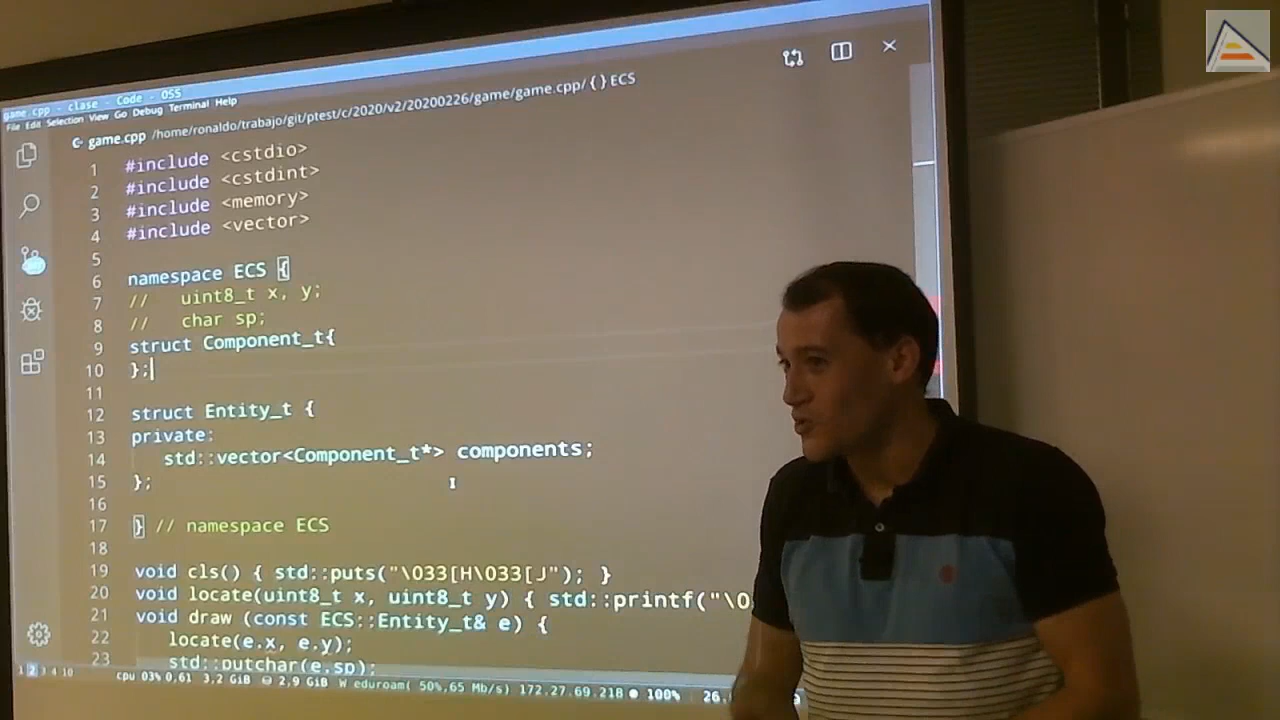 game.cpp - clase - Code - OSS
File Edit Selection View Go Debug Terminal Help
game.cpp /home/ronaldo/trabajo/git/ptest/c/2020/v2/20200226/game/game.cpp/ {} ECS
1 #include <cstdio>
2 #include <cstdint>
3 #include <memory>
4 #include <vector>
5
6 namespace ECS {
7 //   uint8_t x, y;
8 //   char sp;
9 struct Component_t{
10 };
11
12 struct Entity_t {
13 private:
14    std::vector<Component_t*> components;
15 };
16
17 } // namespace ECS
18
19 void cls() { std::puts("\033[H\033[J"); }
20 void locate(uint8_t x, uint8_t y) { std::printf("\0
21 void draw (const ECS::Entity_t& e) {
22    locate(e.x, e.y);
23    std::putchar(e.sp);
1 2 3 4 10 cpu 03% 0,61 3,2 GiB 2,9 GiB W eduroam( 50%,65 Mb/s) 172.27.69.218 100% 26.